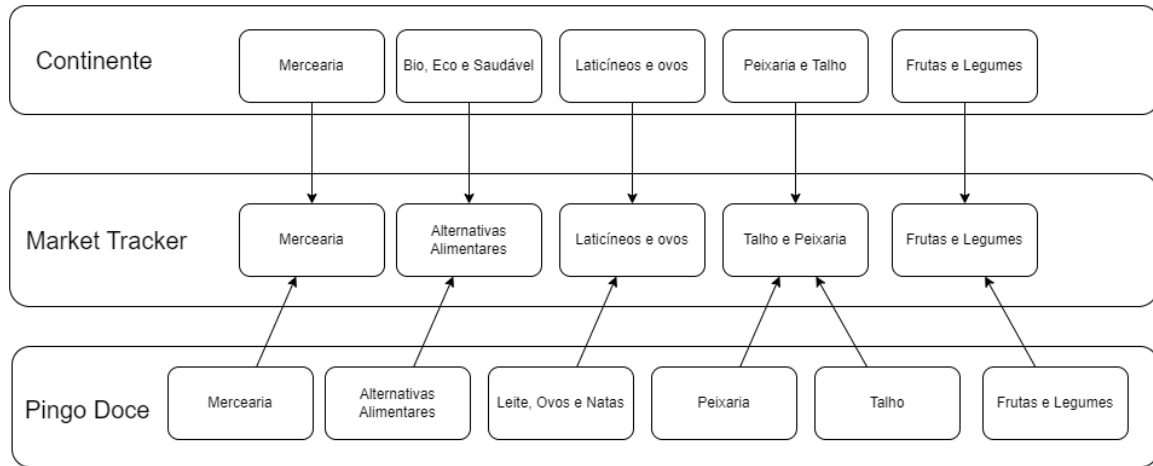 Continente
Mercearia
Bio, Eco e Saudável
Laticíneos e ovos
Peixaria e Talho
Frutas e Legumes
Market Tracker
Mercearia
Alternativas
Alimentares
Laticíneos e ovos
Talho e Peixaria
Frutas e Legumes
Pingo Doce
Mercearia
Alternativas
Alimentares
Leite, Ovos e Natas
Peixaria
Talho
Frutas e Legumes